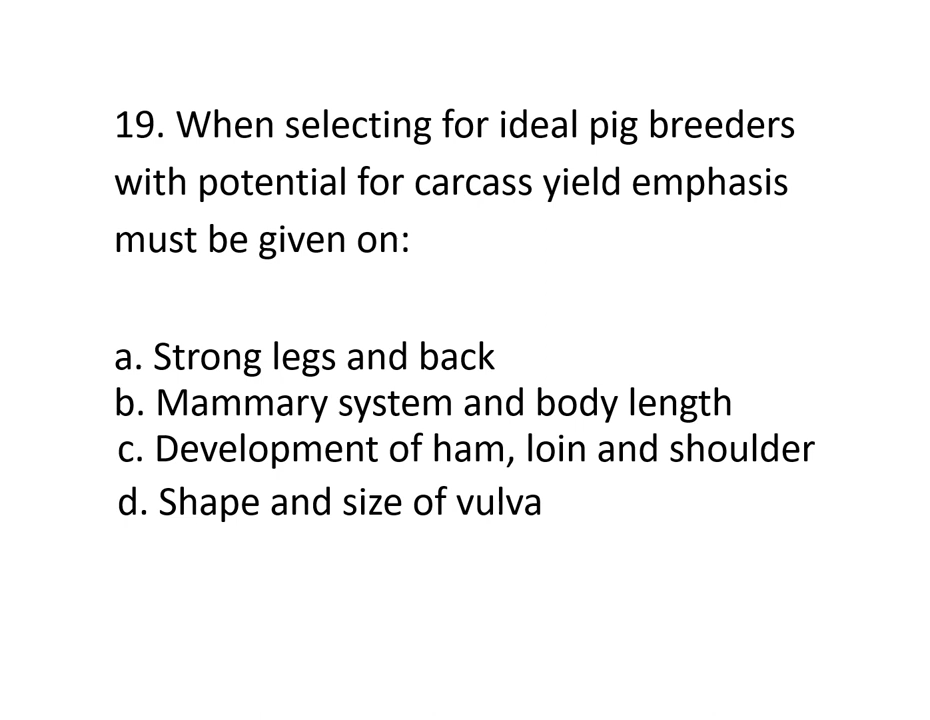 19. When selecting for ideal pig breeders
with potential for carcass yield emphasis
must be given on:
a. Strong legs and back
b. Mammary system and body length
c. Development of ham, loin and shoulder
d. Shape and size of vulva